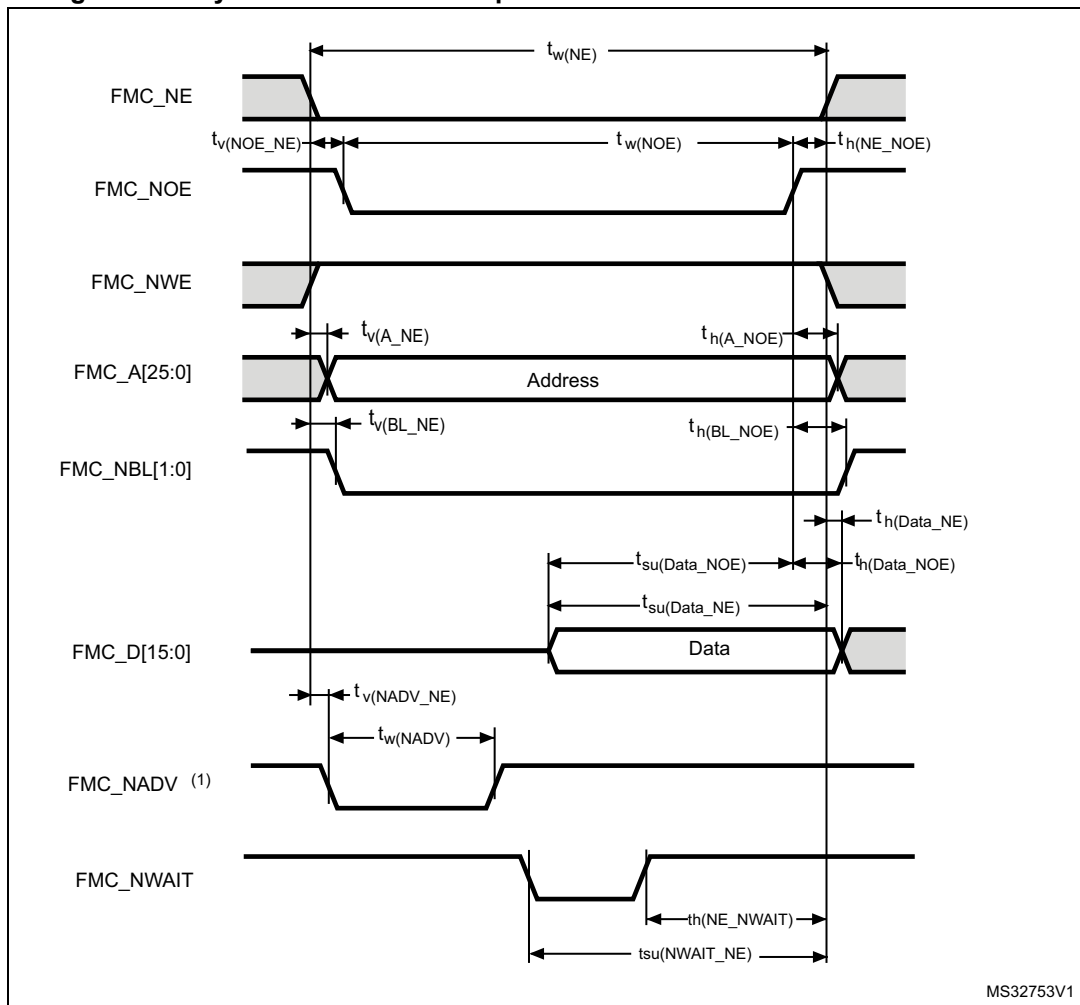 tw(NE)
FMC_NE
tv(NOE_NE)
tw(NOE)
th(NE_NOE)
FMC_NOE
FMC_NWE
tv(A_NE)
th(A_NOE)
FMC_A[25:0]
Address
tv(BL_NE)
th(BL_NOE)
FMC_NBL[1:0]
th(Data_NE)
tsu(Data_NOE)
th(Data_NOE)
tsu(Data_NE)
FMC_D[15:0]
Data
tv(NADV_NE)
tw(NADV)
FMC_NADV (1)
FMC_NWAIT
th(NE_NWAIT)
tsu(NWAIT_NE)
MS32753V1